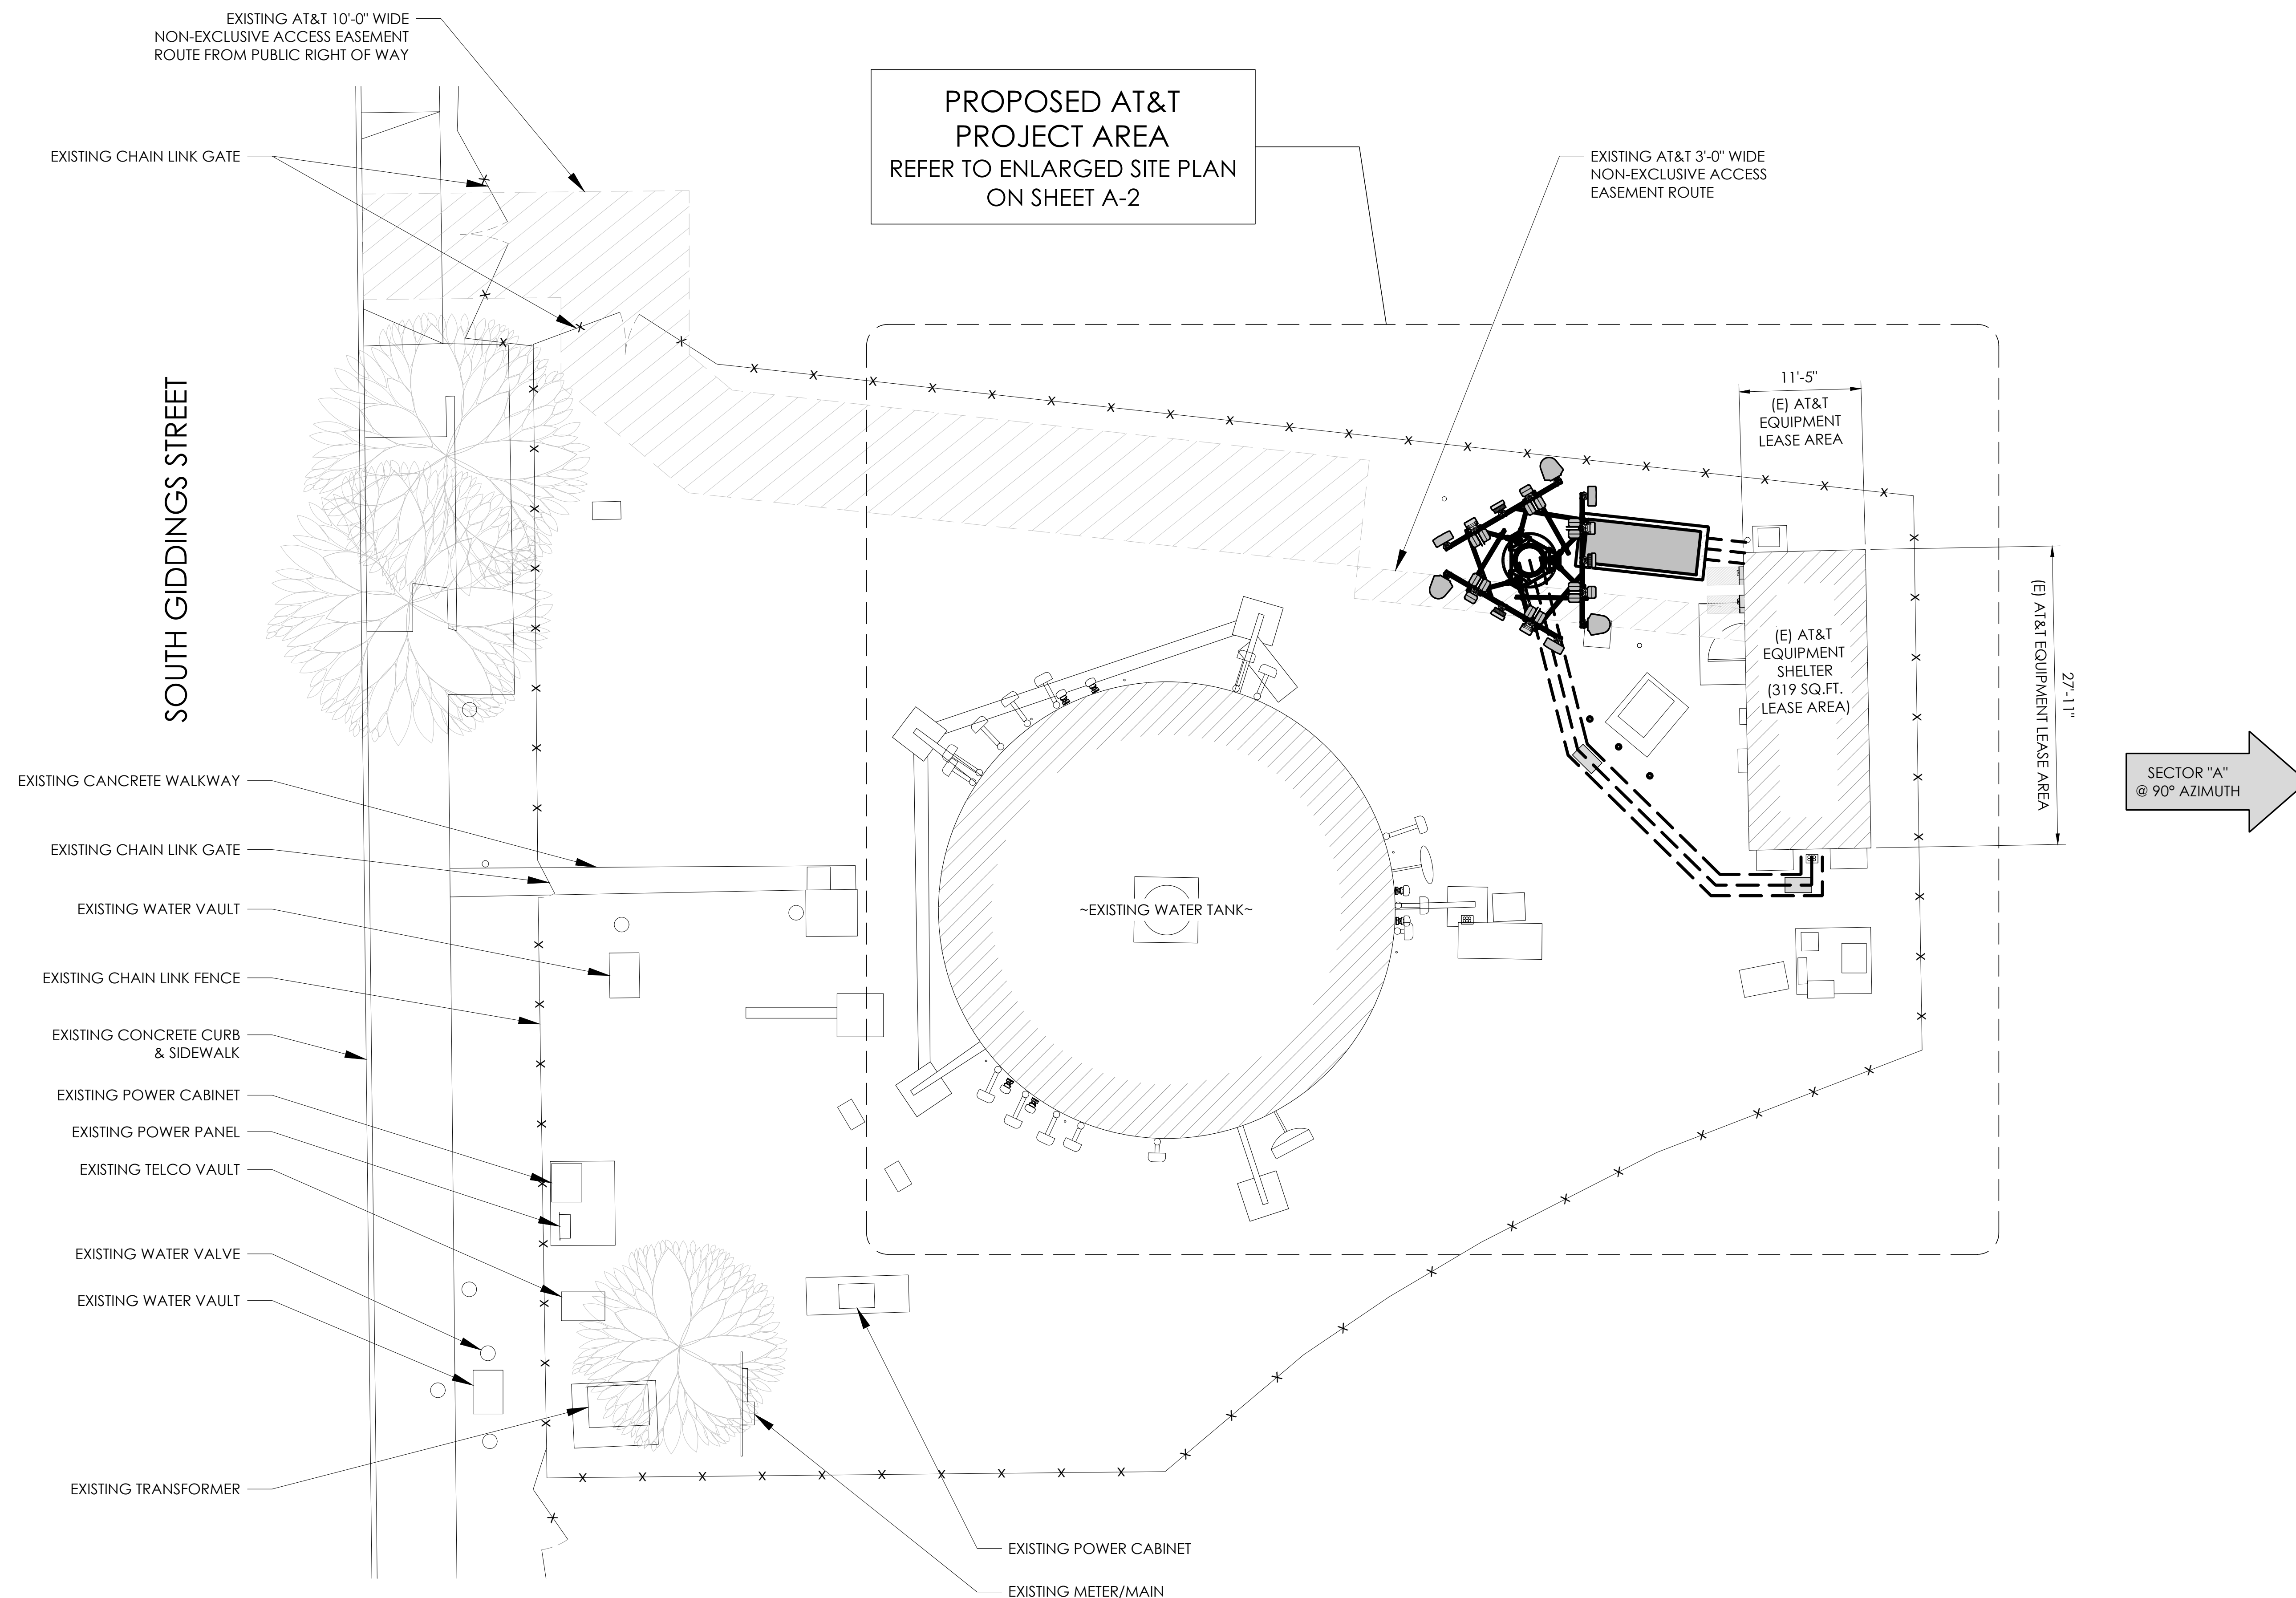 EXISTING AT&T 10'-0" WIDE
NON-EXCLUSIVE ACCESS EASEMENT
ROUTE FROM PUBLIC RIGHT OF WAY
PROPOSED AT&T
PROJECT AREA
REFER TO ENLARGED SITE PLAN
ON SHEET A-2
EXISTING CHAIN LINK GATE
EXISTING AT&T 3'-0" WIDE
NON-EXCLUSIVE ACCESS
EASEMENT ROUTE
11'-5"
(E) AT&T
EQUIPMENT
LEASE AREA
SOUTH GIDDINGS STREET
(E) AT&T
EQUIPMENT
SHELTER
(319 SQ.FT.
LEASE AREA)
27'-11"
(E) AT&T EQUIPMENT LEASE AREA
SECTOR "A"
@ 90° AZIMUTH
EXISTING CANCRETE WALKWAY
EXISTING CHAIN LINK GATE
EXISTING WATER VAULT
~EXISTING WATER TANK~
EXISTING CHAIN LINK FENCE
EXISTING CONCRETE CURB
& SIDEWALK
EXISTING POWER CABINET
EXISTING POWER PANEL
EXISTING TELCO VAULT
EXISTING WATER VALVE
EXISTING WATER VAULT
EXISTING TRANSFORMER
EXISTING POWER CABINET
EXISTING METER/MAIN